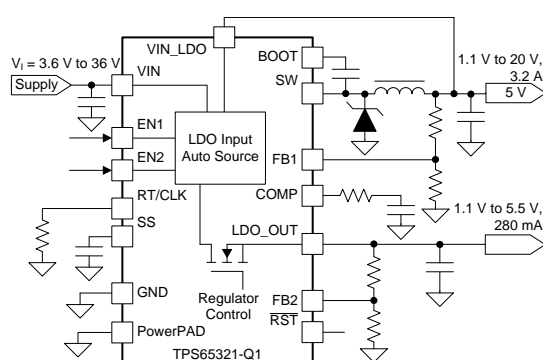 VIN_LDO
V_I = 3.6 V to 36 V
Supply
VIN
EN1
EN2
RT/CLK
SS
GND
PowerPAD
LDO Input
Auto Source
Regulator
Control
BOOT
SW
FB1
COMP
LDO_OUT
FB2
RST
TPS65321-Q1
1.1 V to 20 V,
3.2 A
5 V
1.1 V to 5.5 V,
280 mA